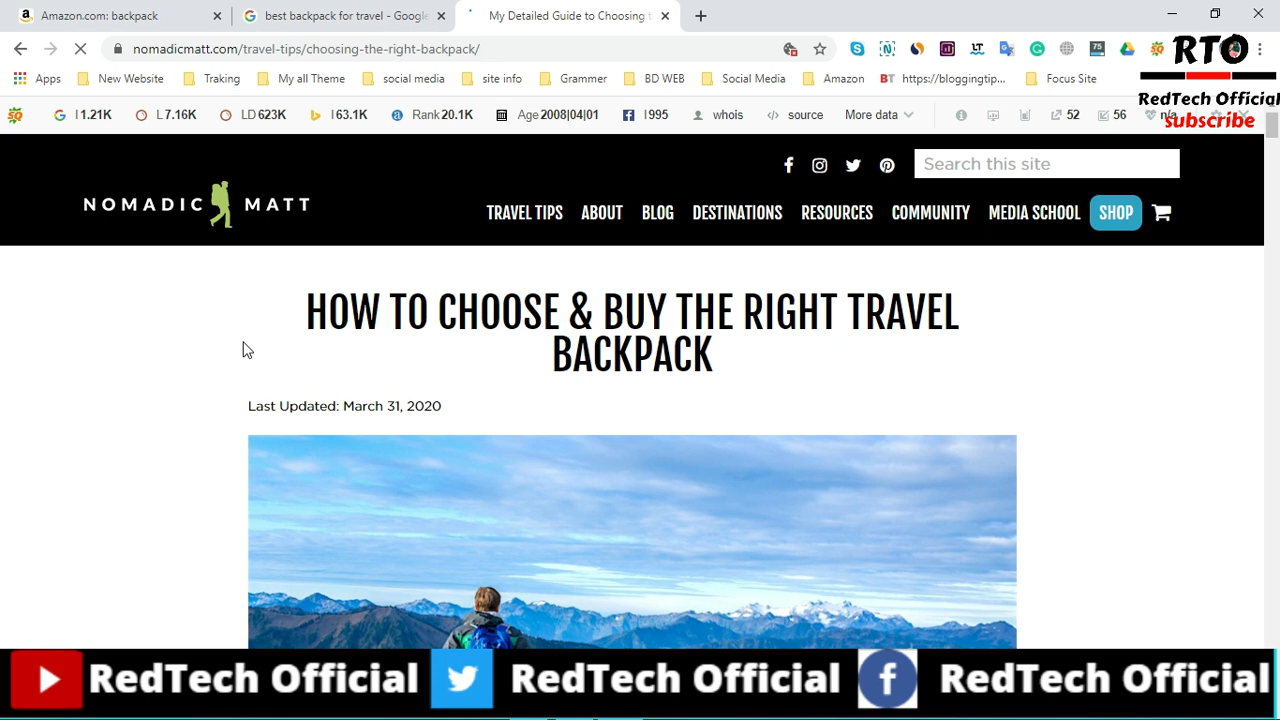 Amazon.com: backpack
best backpack for travel - Google
My Detailed Guide to Choosing
nomadicmatt.com/travel-tips/choosing-the-right-backpack/
75
RTO
Apps
New Website
Traking
My all Theme
social media
site info
Grammer
BD WEB
Social Media
Amazon
BT https://bloggingtip...
Focus Site
RedTech Official
subscribe
I 1.21K
L 7.16K
LD 623K
I 63.1K
Rank 20.1K
Age 2008|04|01
I 995
whois
source
More data
52
56
n/a
NOMADIC MATT
Search this site
TRAVEL TIPS ABOUT BLOG DESTINATIONS RESOURCES COMMUNITY MEDIA SCHOOL SHOP
HOW TO CHOOSE & BUY THE RIGHT TRAVEL
BACKPACK
Last Updated: March 31, 2020
RedTech Official RedTech Official RedTech Official